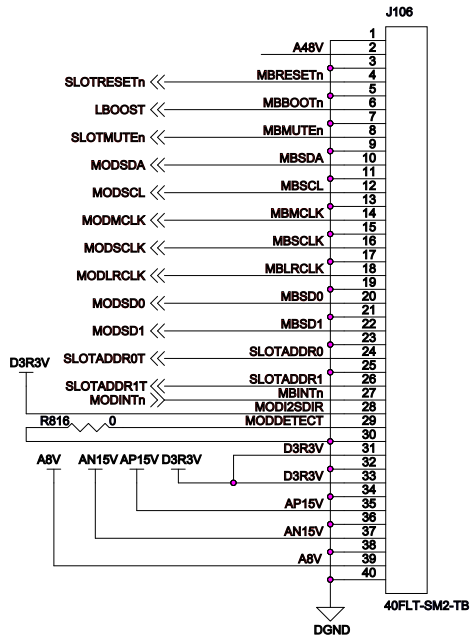 J106
1
A48V 2
3
SLOTRESETn MBRESETn 4
5
LBOOST MBBOOTn 6
7
SLOTMUTEn MBMUTEn 8
9
MODSDA MBSDA 10
11
MODSCL MBSCL 12
13
MODMCLK MBMCLK 14
15
MODSCLK MBSCLK 16
17
MODLRCLK MBLRCLK 18
19
MODSD0 MBSD0 20
21
MODSD1 MBSD1 22
23
SLOTADDR0T SLOTADDR0 24
D3R3V 25
SLOTADDR1T SLOTADDR1 26
MODINTn MBINTn 27
MODI2SDIR 28
R816 0 MODDETECT 29
30
D3R3V 31
A8V AN15V AP15V D3R3V 32
D3R3V 33
34
AP15V 35
36
AN15V 37
38
A8V 39
40
40FLT-SM2-TB
DGND